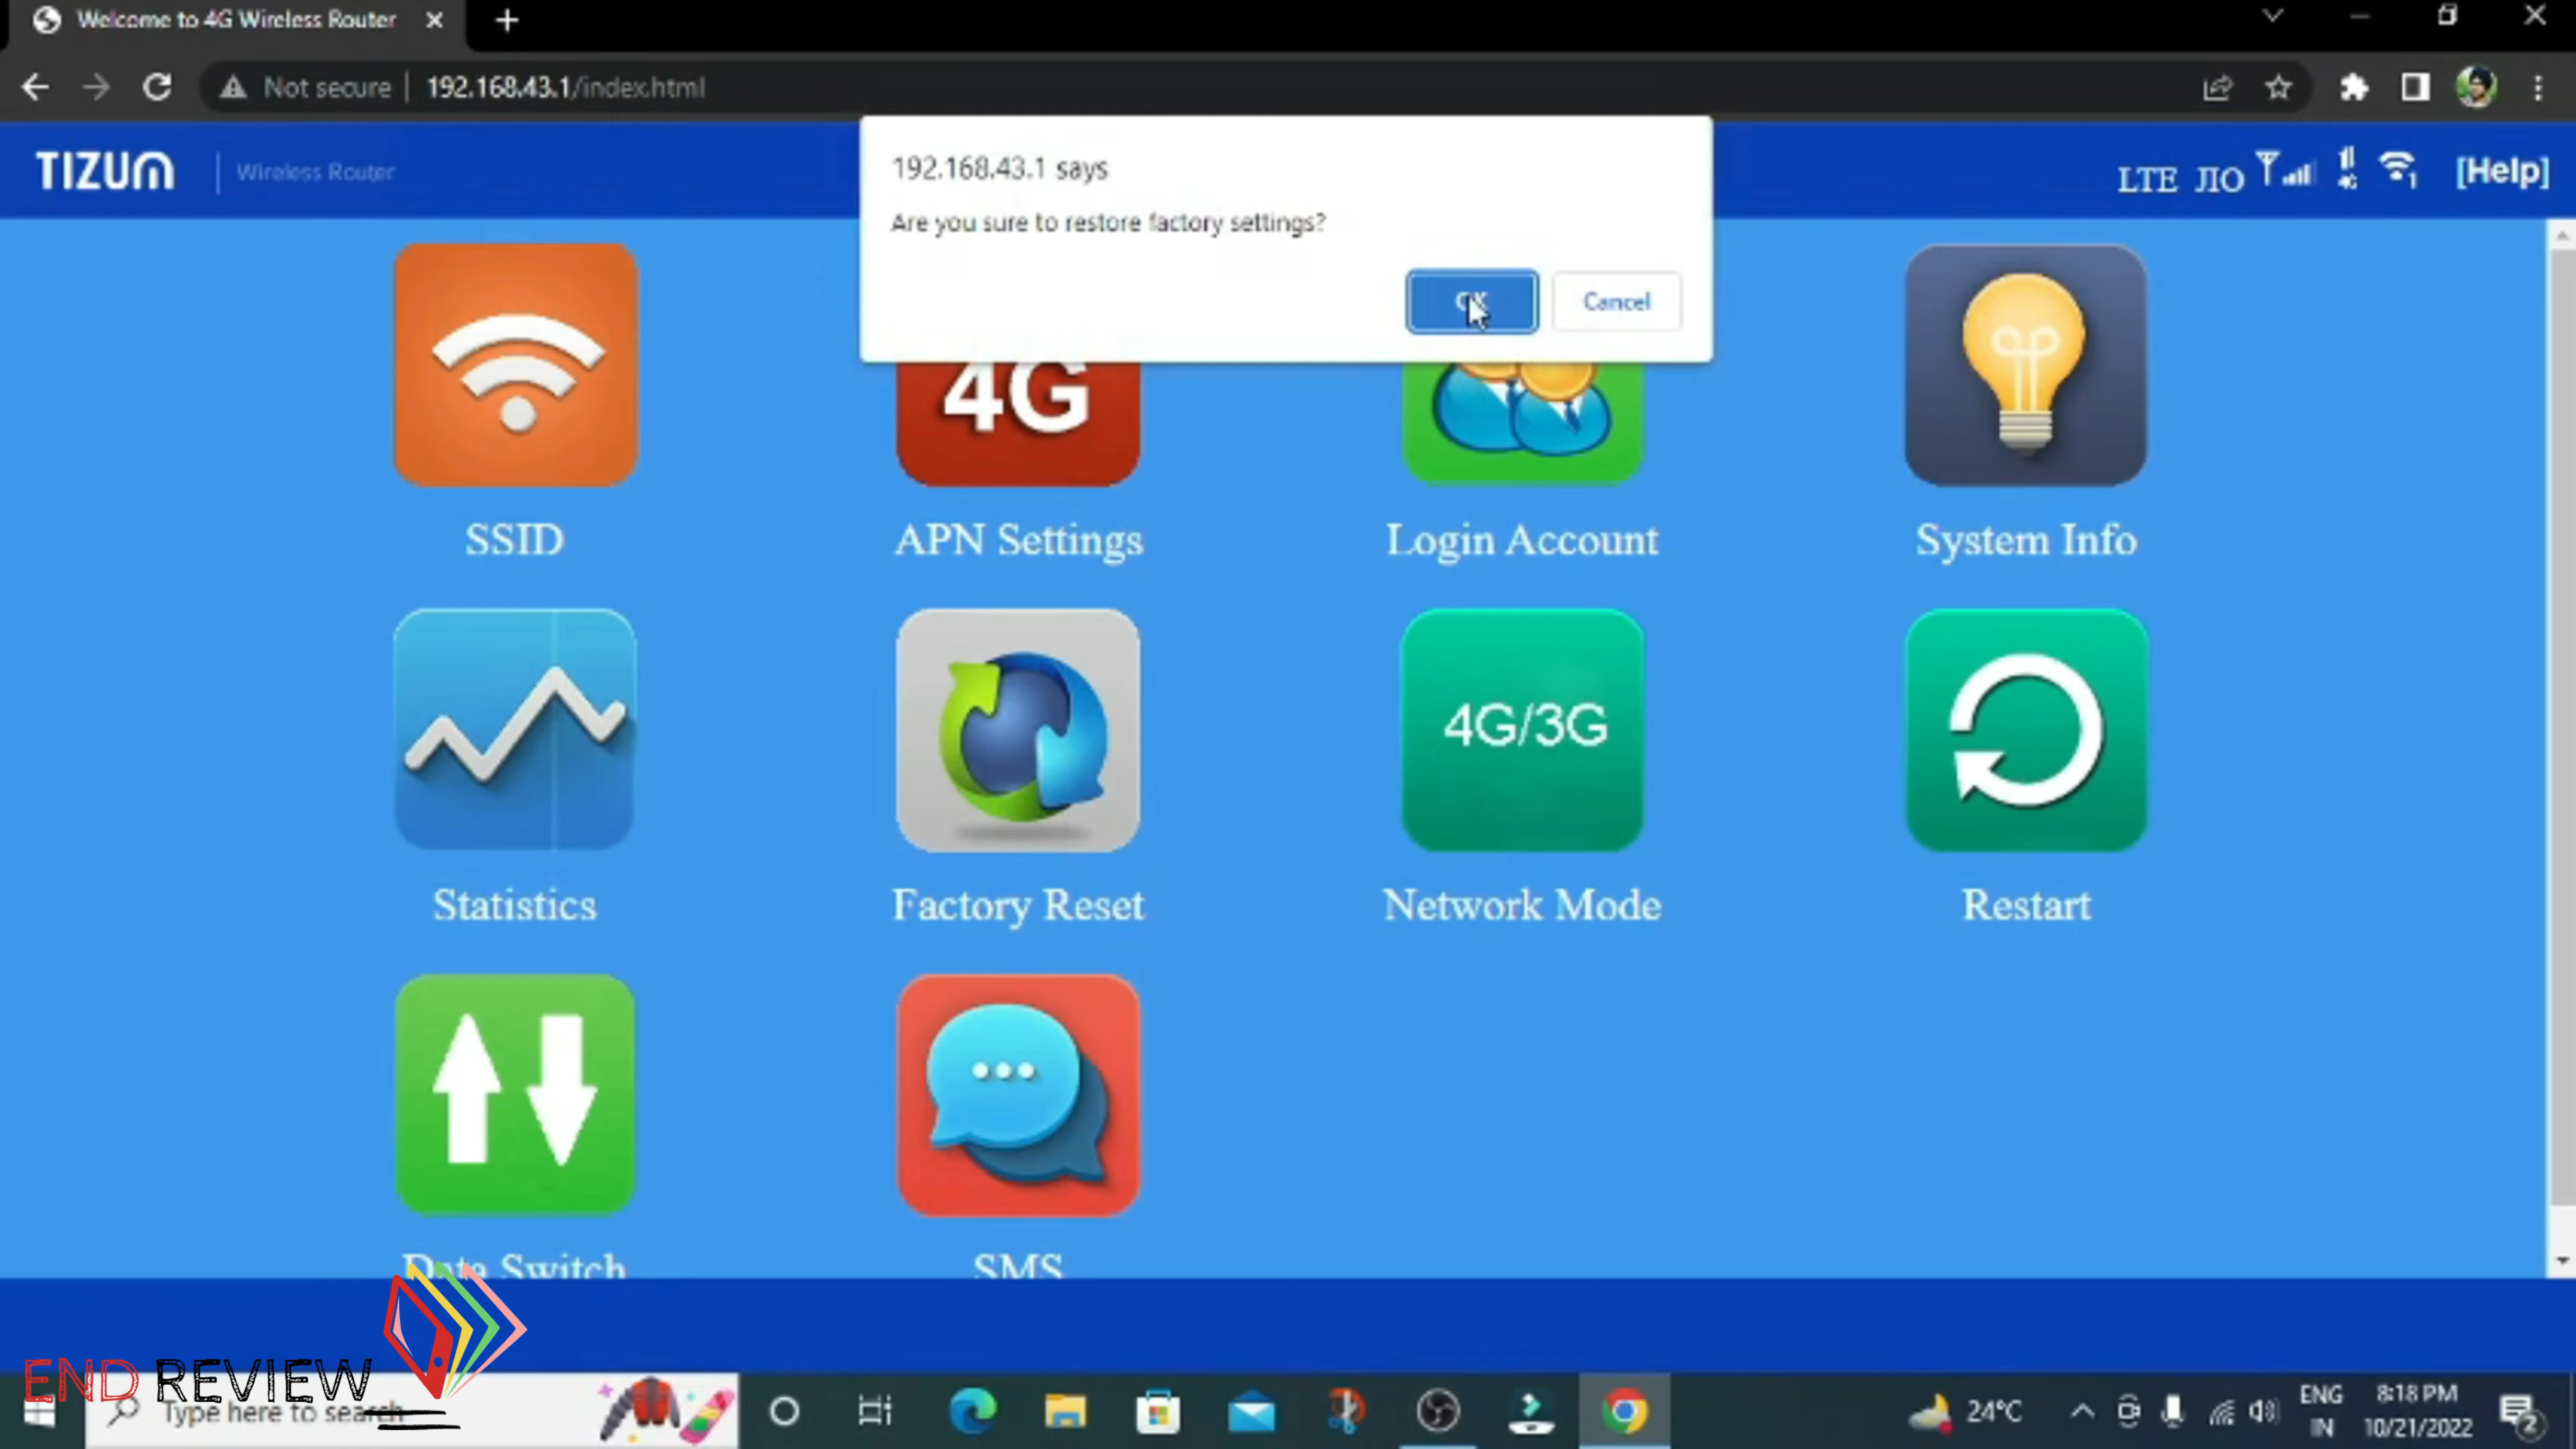 Welcome to 4G Wireless Router
Not secure | 192.168.43.1/index.html
TIZUM | Wireless Router
LTE JIO 4G 1 [Help]
192.168.43.1 says
Are you sure to restore factory settings?
OK Cancel
4G
SSID APN Settings Login Account System Info
4G/3G
Statistics Factory Reset Network Mode Restart
Data Switch SMS
END REVIEW
Type here to search
24°C
ENG
IN
8:18 PM
10/21/2022
2